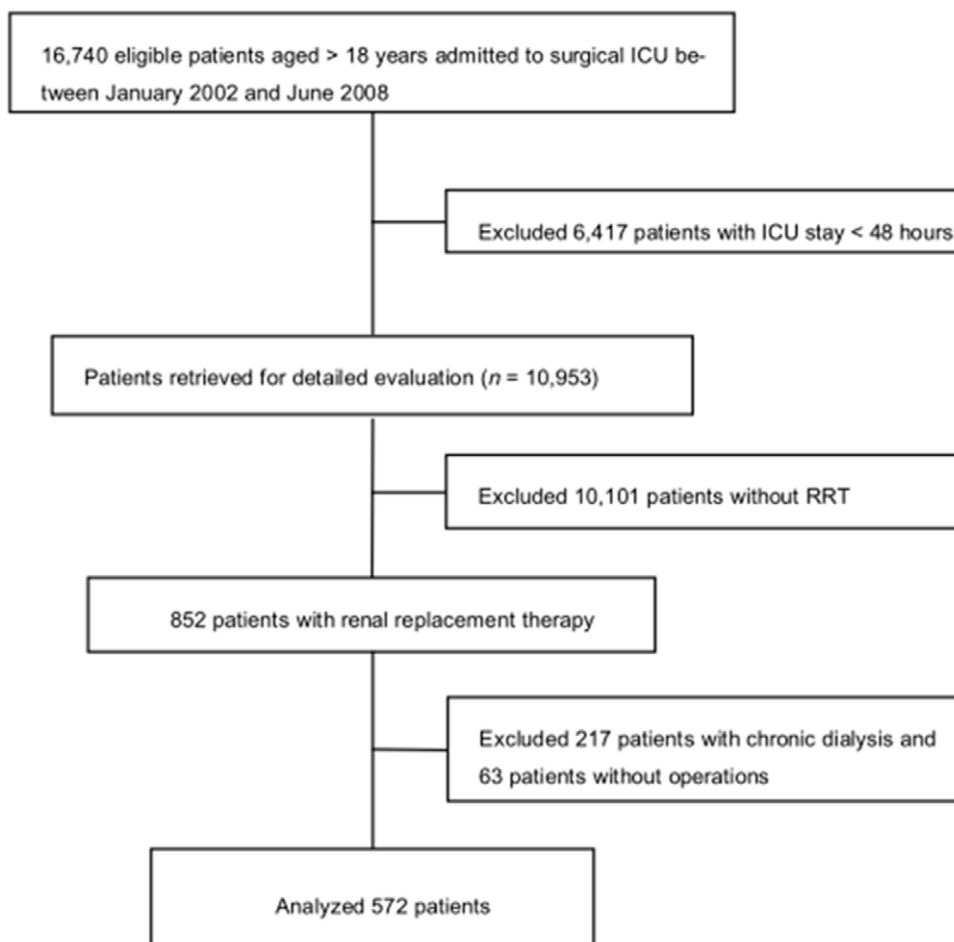 16,740 eligible patients aged > 18 years admitted to surgical ICU be-
tween January 2002 and June 2008
Excluded 6,417 patients with ICU stay < 48 hours
Patients retrieved for detailed evaluation (n = 10,953)
Excluded 10,101 patients without RRT
852 patients with renal replacement therapy
Excluded 217 patients with chronic dialysis and
63 patients without operations
Analyzed 572 patients